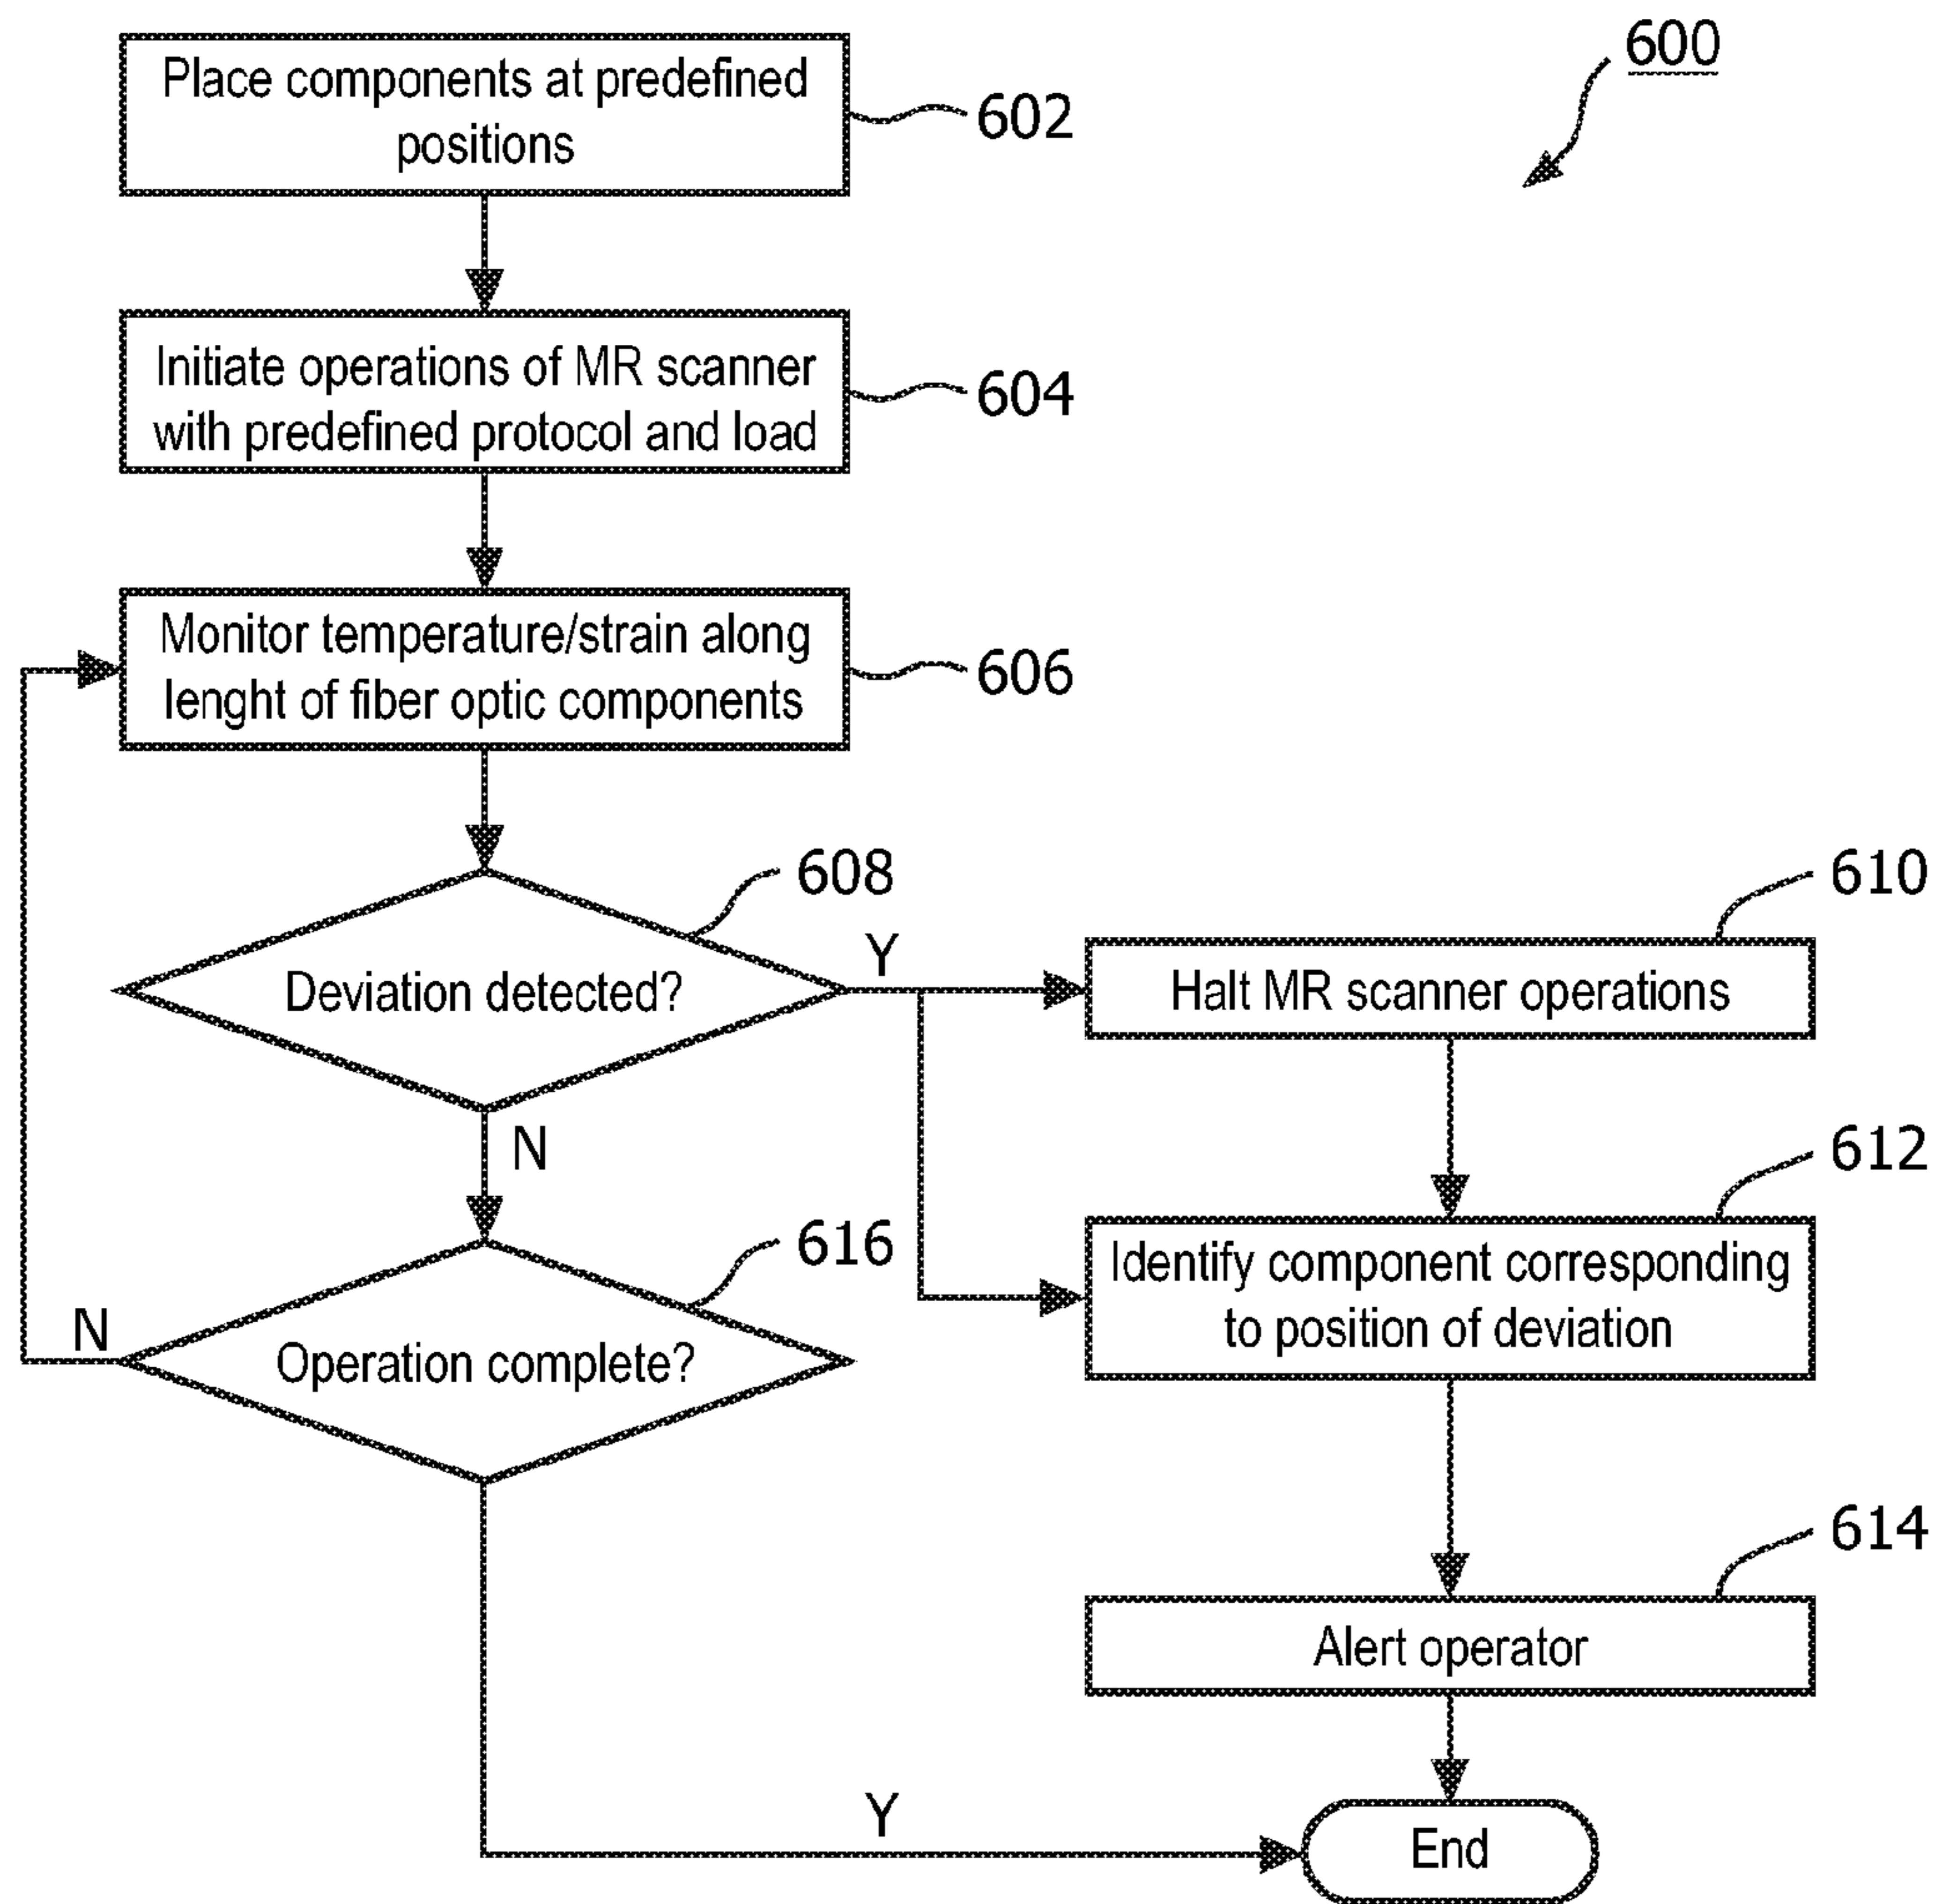 600
Place components at predefined
positions
602
Initiate operations of MR scanner
with predefined protocol and load
604
Monitor temperature/strain along
lenght of fiber optic components
606
608
Deviation detected?
Y
N
610
Halt MR scanner operations
612
Identify component corresponding
to position of deviation
616
Operation complete?
N
614
Alert operator
Y
End